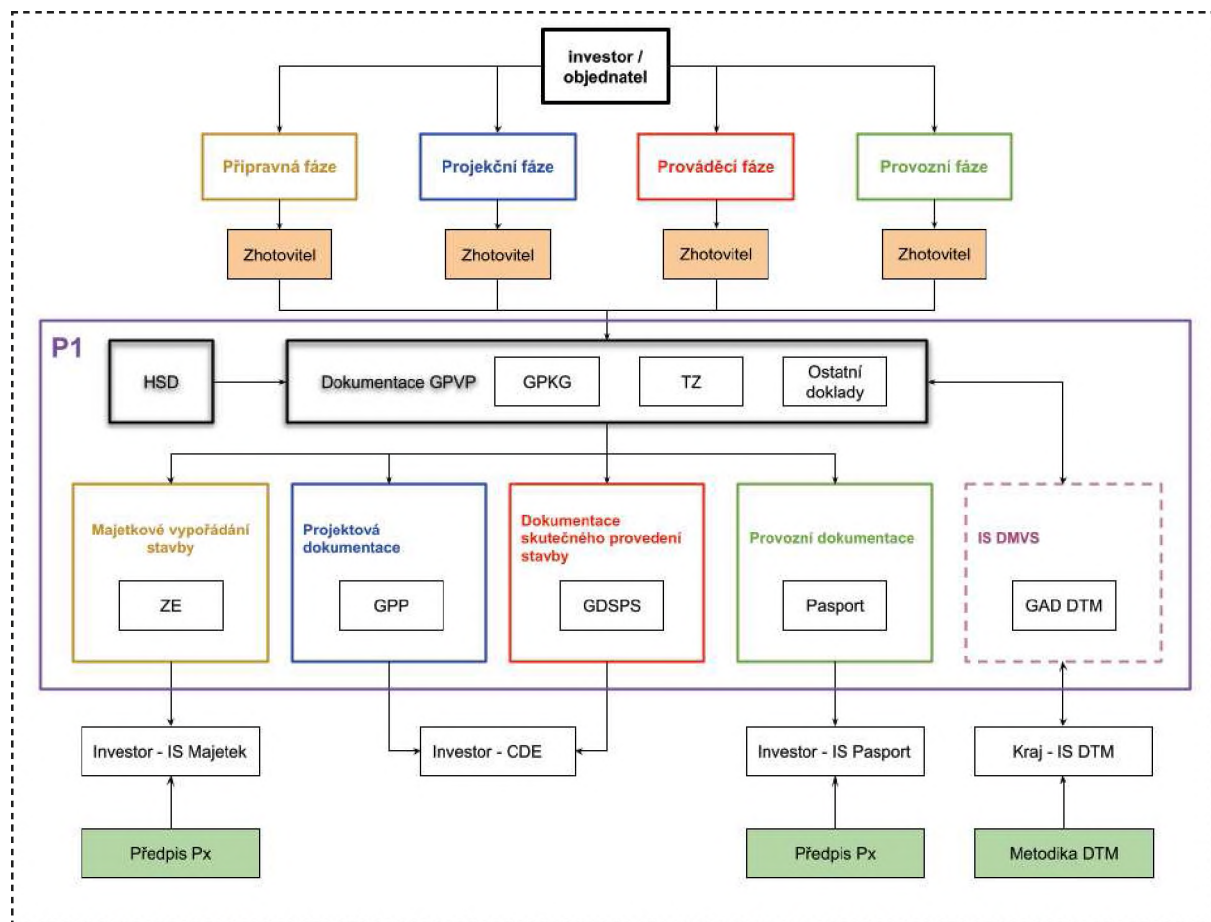 investor /
objednatel
Přípravná fáze
Projekční fáze
Prováděcí fáze
Provozní fáze
Zhotovitel
Zhotovitel
Zhotovitel
Zhotovitel
P1
HSD
Dokumentace GPVP
GPKG
TZ
Ostatní
doklady
Majetkové vypořádání
stavby
ZE
Projektová
dokumentace
GPP
Dokumentace
skutečného provedení
stavby
GDSPS
Provozní dokumentace
Pasport
IS DMVS
GAD DTM
Investor - IS Majetek
Investor - CDE
Investor - IS Pasport
Kraj - IS DTM
Předpis Px
Předpis Px
Metodika DTM